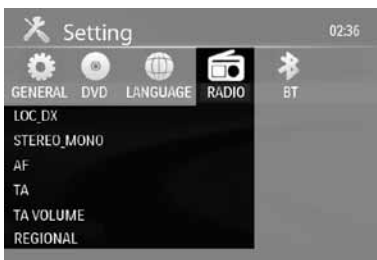 Setting 02:36
GENERAL DVD LANGUAGE RADIO BT
LOC_DX
STEREO_MONO
AF
TA
TA VOLUME
REGIONAL